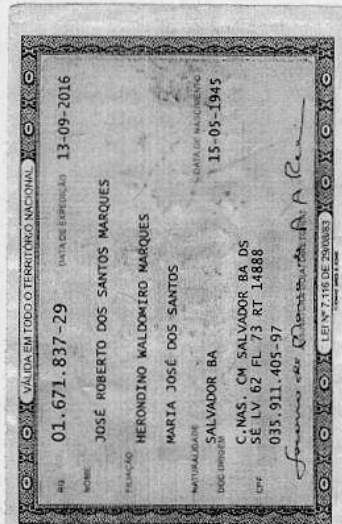 VÁLIDA EM TODO O TERRITÓRIO NACIONAL
RG 01.671.837-29 DATA DE EXPEDIÇÃO 13-09-2016
NOME JOSÉ ROBERTO DOS SANTOS MARQUES
FILIAÇÃO HERONDINO WALDOMIRO MARQUES
MARIA JOSÉ DOS SANTOS
NATURALIDADE DATA DE NASCIMENTO
SALVADOR BA 15-05-1945
DOC ORIGEM C.NAS. CM SALVADOR BA DS
SÉ LV 62 FL 73 RT 14888
CPF 035.911.405-97
LEI Nº 7.116 DE 29/08/83